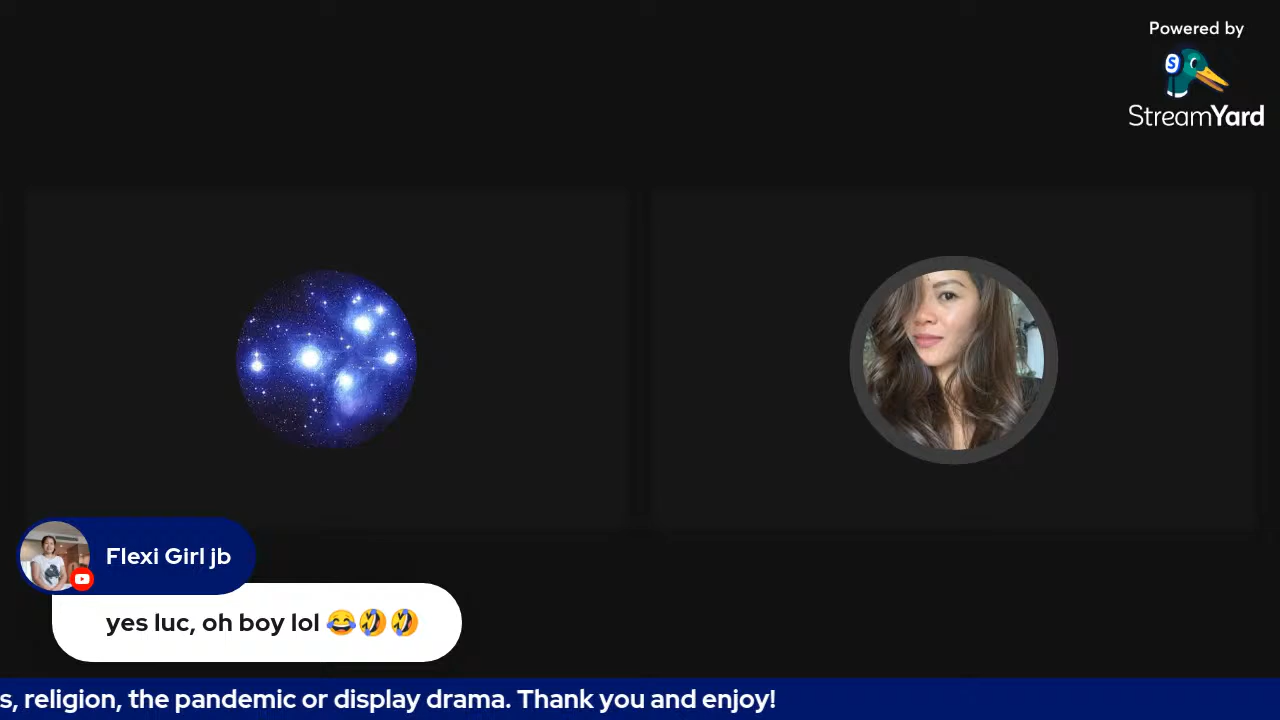 Powered by
S
StreamYard
Flexi Girl jb
yes luc, oh boy lol 😂🤣🤣
s, religion, the pandemic or display drama. Thank you and enjoy!